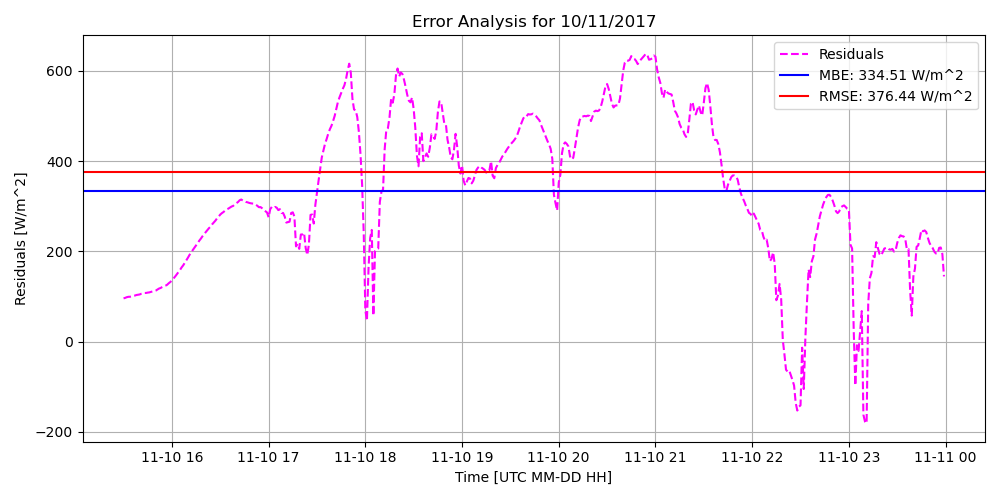 Error Analysis for 10/11/2017
Residuals
MBE: 334.51 W/m^2
RMSE: 376.44 W/m^2
Residuals [W/m^2]
600
400
200
0
−200
11-10 16 11-10 17 11-10 18 11-10 19 11-10 20 11-10 21 11-10 22 11-10 23 11-11 00
Time [UTC MM-DD HH]